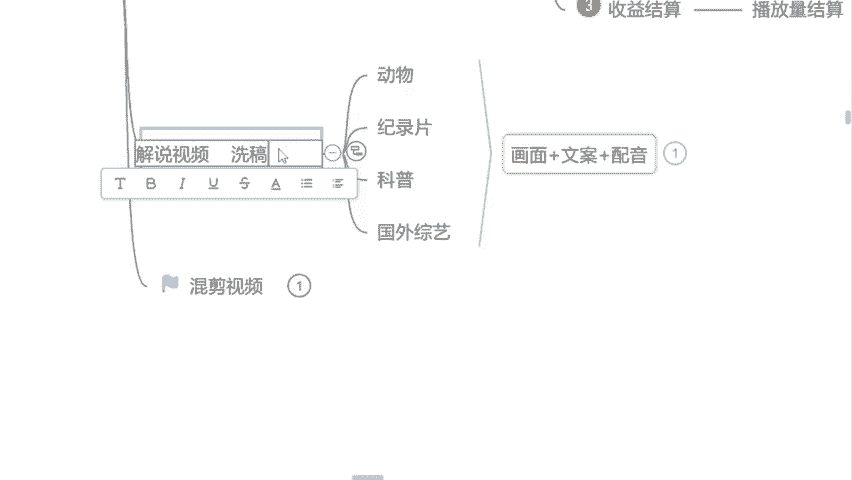 3 收益结算 播放量结算
动物
纪录片
解说视频 洗稿
画面+文案+配音 1
T B I U S A
科普
国外综艺
混剪视频 1